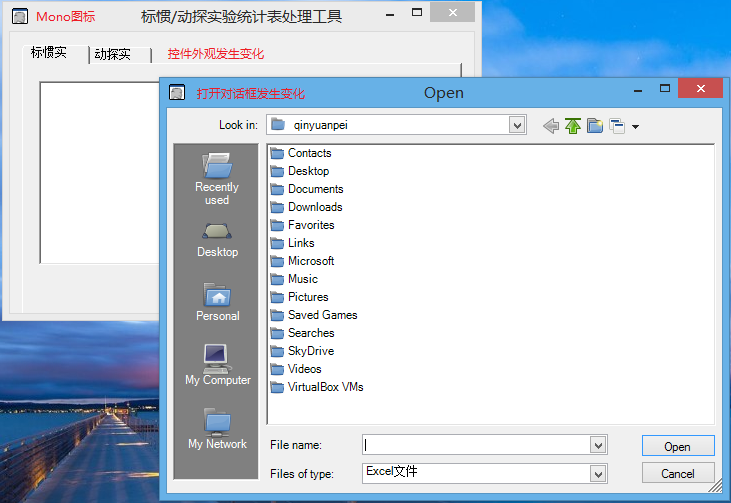 Mono图标
标惯/动探实验统计表处理工具
标惯实
动探实
控件外观发生变化
打开对话框发生变化
Open
Look in:
qinyuanpei
Recently
used
Desktop
Personal
My Computer
My Network
Contacts
Desktop
Documents
Downloads
Favorites
Links
Microsoft
Music
Pictures
Saved Games
Searches
SkyDrive
Videos
VirtualBox VMs
File name:
Open
Files of type:
Excel文件
Cancel